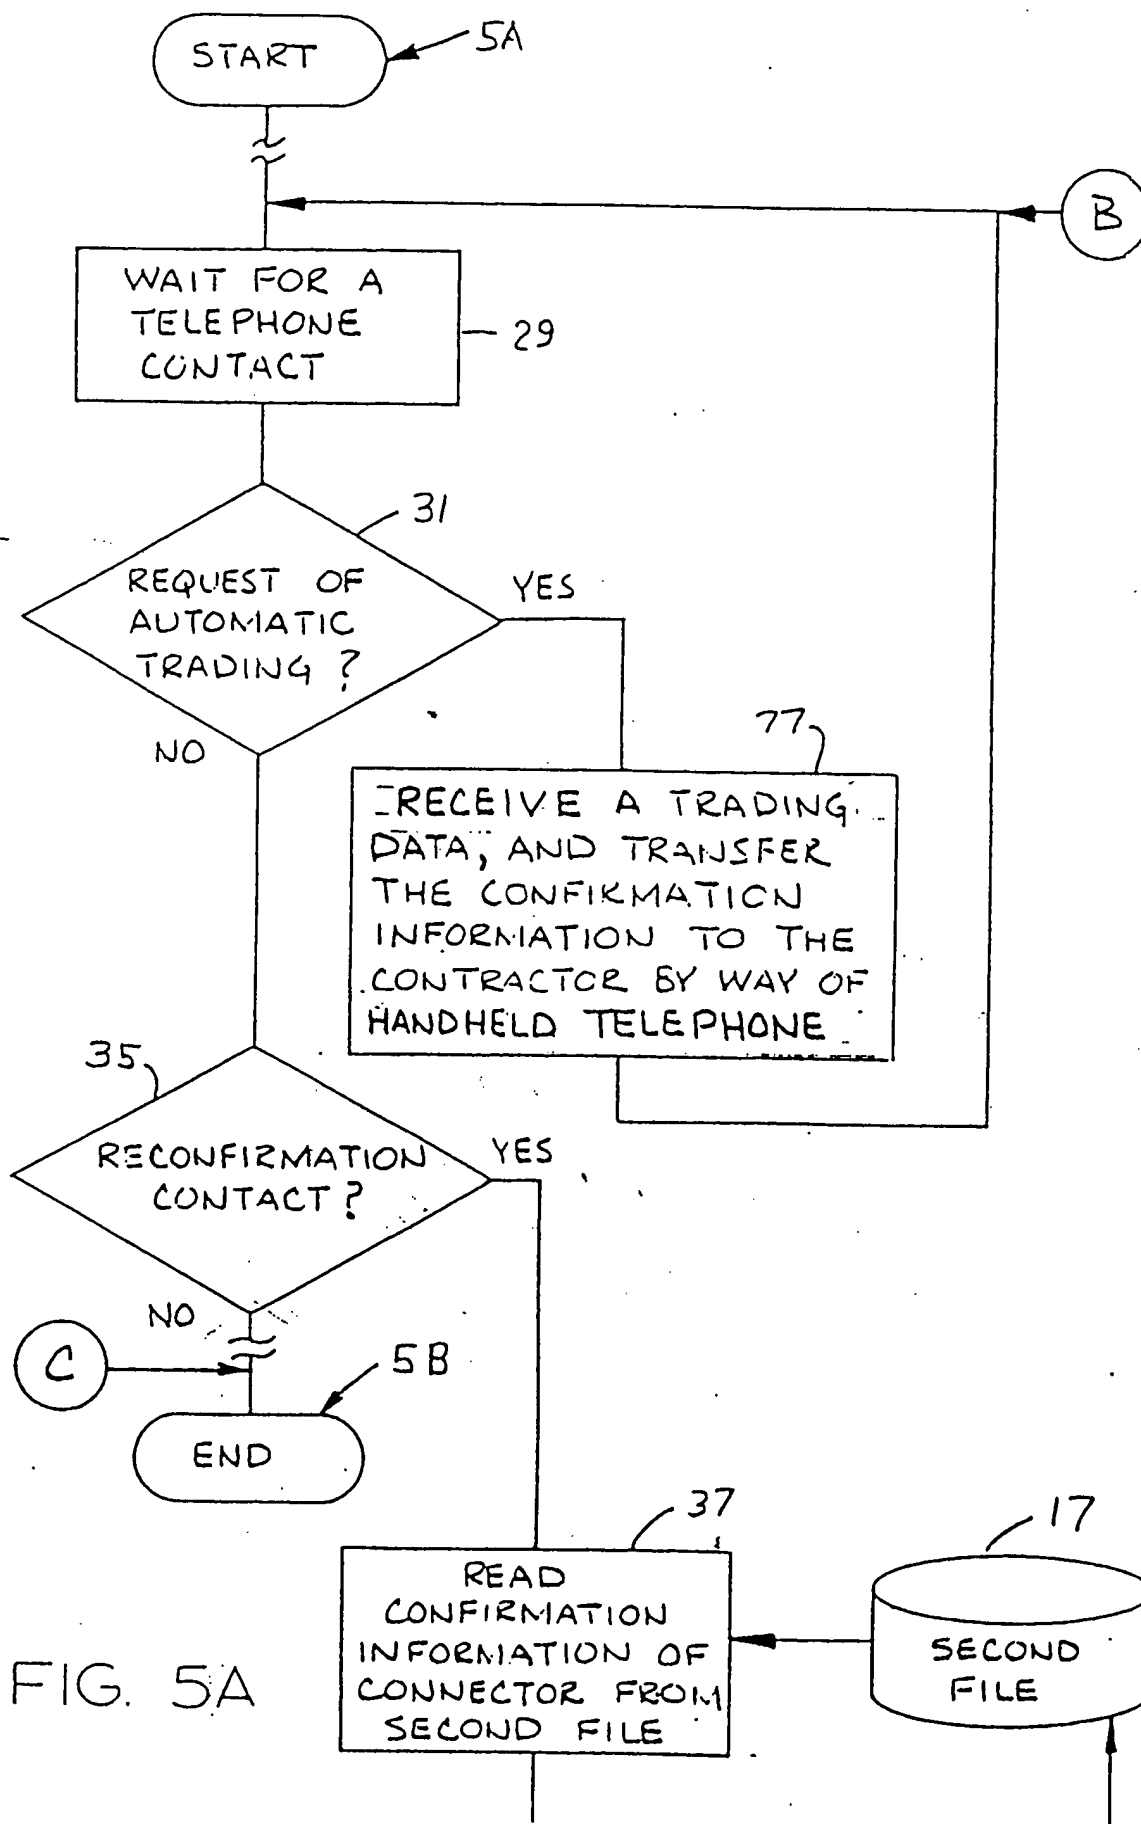 START
5A
B
WAIT FOR A
TELEPHONE
CONTACT
29
31
REQUEST OF
AUTOMATIC
TRADING ?
YES
NO
77
RECEIVE A TRADING
DATA, AND TRANSFER
THE CONFIRMATION
INFORMATION TO THE
CONTRACTOR BY WAY OF
HANDHELD TELEPHONE
35
RECONFIRMATION
CONTACT ?
YES
NO
C
5B
END
37
READ
CONFIRMATION
INFORMATION OF
CONNECTOR FROM
SECOND FILE
17
SECOND
FILE
FIG. 5A